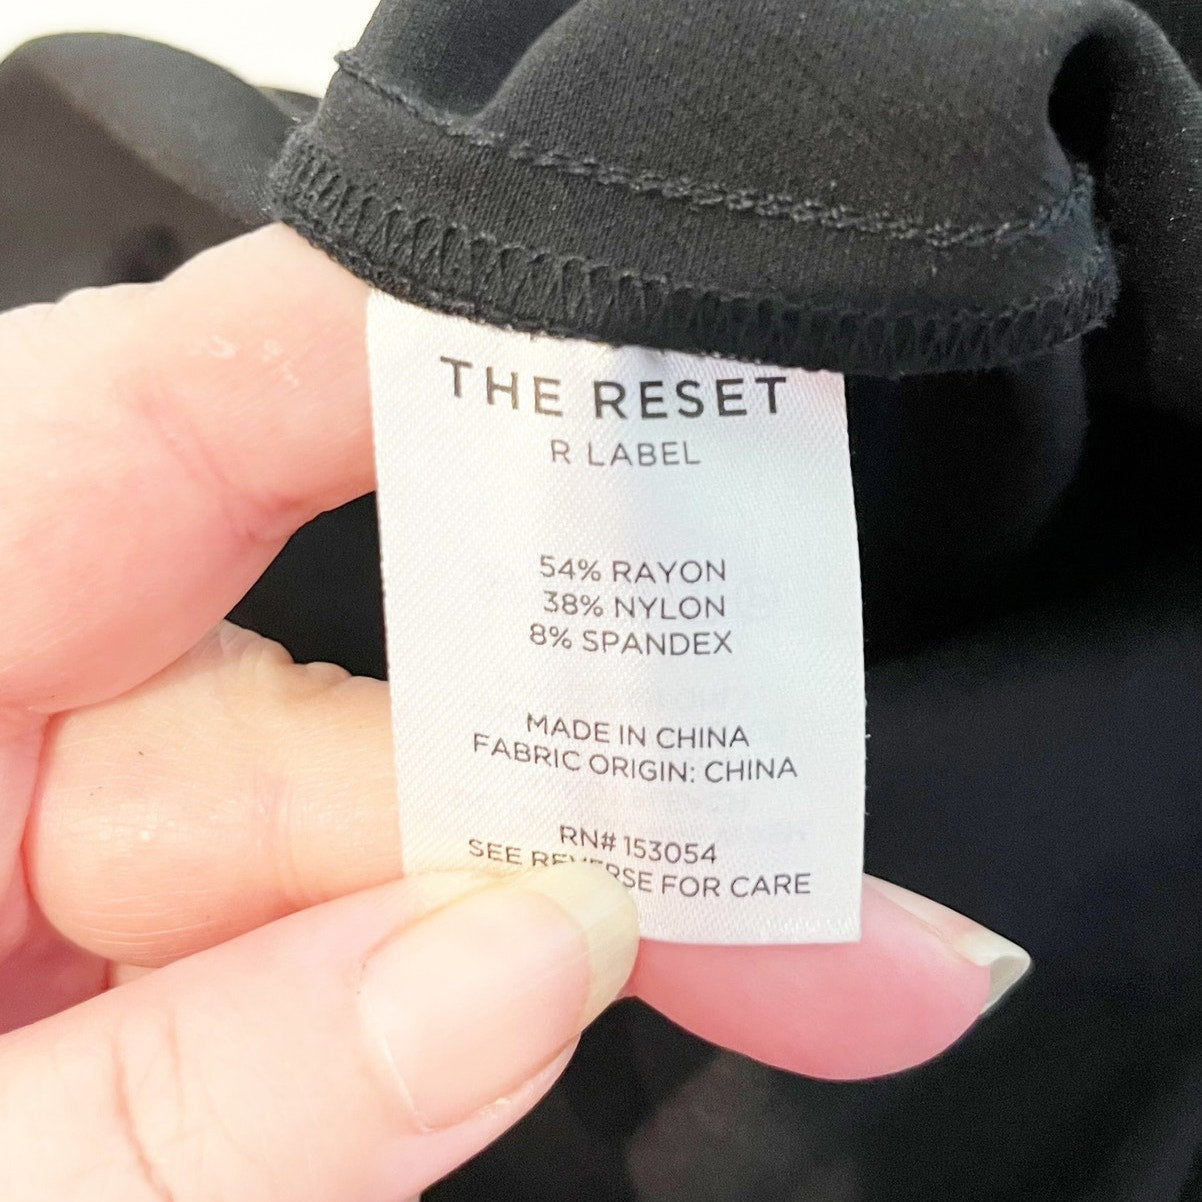 THE RESET
R LABEL
54% RAYON
38% NYLON
8% SPANDEX
MADE IN CHINA
FABRIC ORIGIN: CHINA
RN# 153054
SEE REVERSE FOR CARE